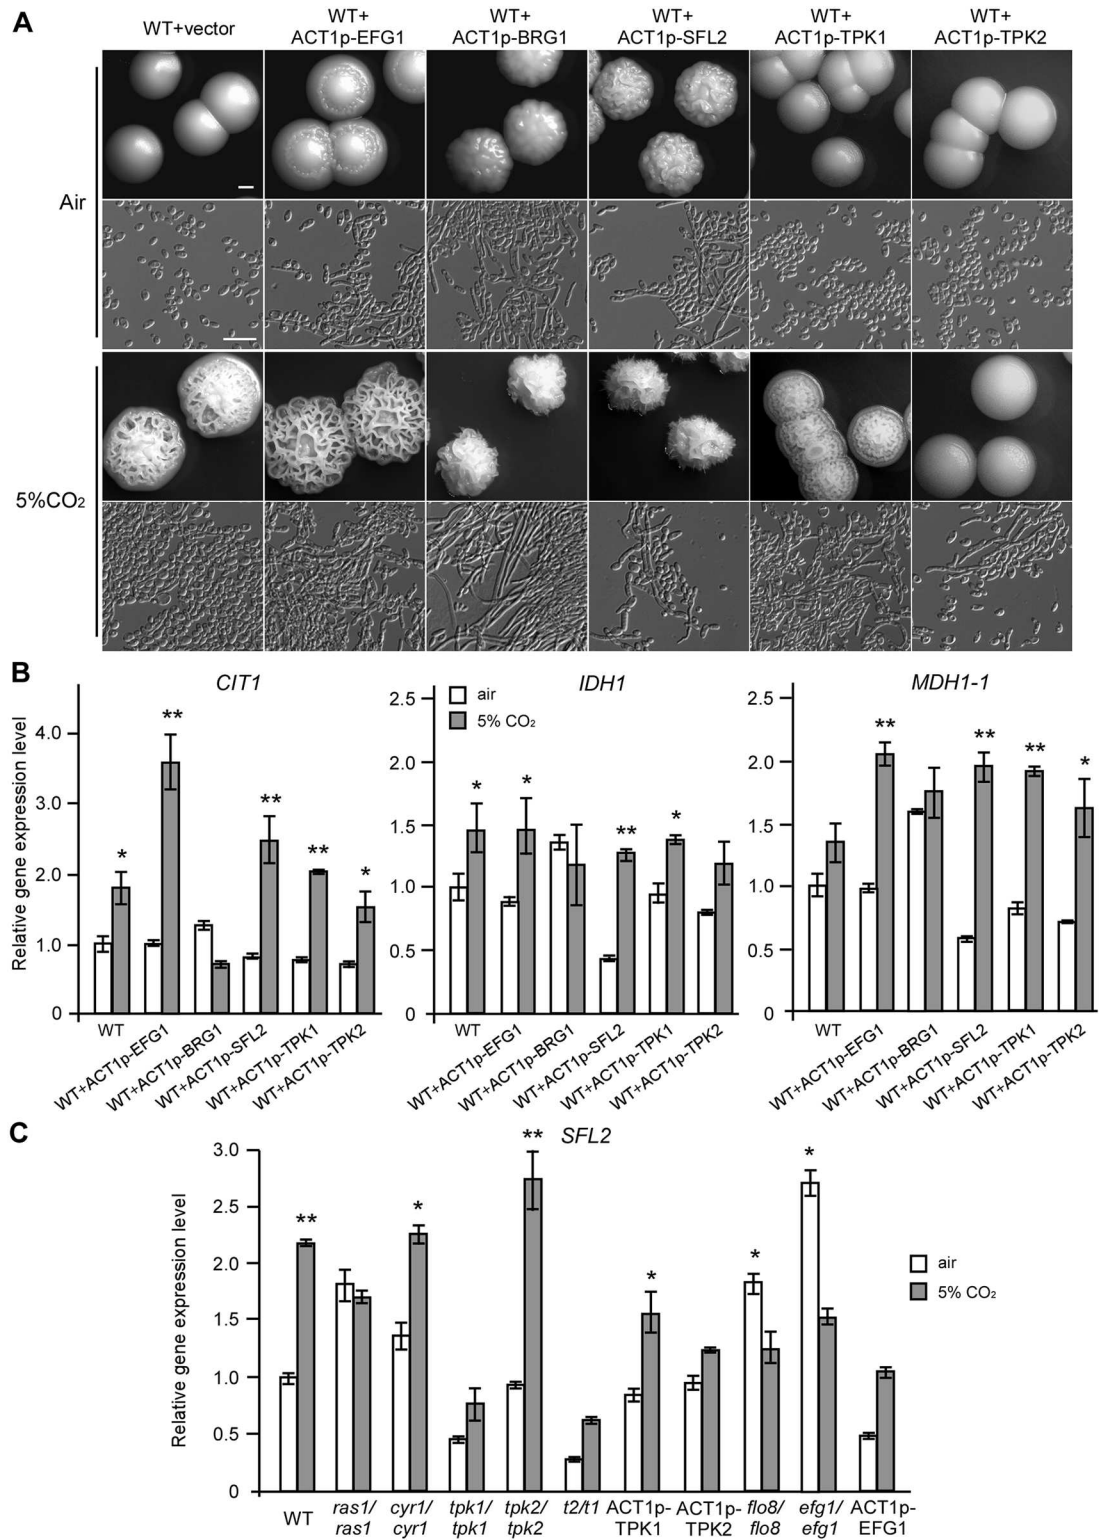 A
WT+vector
WT+
ACT1p-EFG1
WT+
ACT1p-BRG1
WT+
ACT1p-SFL2
WT+
ACT1p-TPK1
WT+
ACT1p-TPK2
Air
5%CO₂
B
CIT1
Relative gene expression level
4.0
3.0
2.0
1.0
0
*
**
**
**
*
WT
WT+ACT1p-EFG1
WT+ACT1p-BRG1
WT+ACT1p-SFL2
WT+ACT1p-TPK1
WT+ACT1p-TPK2
IDH1
air
5% CO₂
2.5
2.0
1.5
1.0
0.5
0
*
*
**
*
WT
WT+ACT1p-EFG1
WT+ACT1p-BRG1
WT+ACT1p-SFL2
WT+ACT1p-TPK1
WT+ACT1p-TPK2
MDH1-1
2.5
2.0
1.5
1.0
0.5
0
**
**
**
*
WT
WT+ACT1p-EFG1
WT+ACT1p-BRG1
WT+ACT1p-SFL2
WT+ACT1p-TPK1
WT+ACT1p-TPK2
C
SFL2
Relative gene expression level
3.0
2.5
2.0
1.5
1.0
0.5
0
**
*
**
*
*
*
air
5% CO₂
WT
ras1/
ras1
cyr1/
cyr1
tpk1/
tpk1
tpk2/
tpk2
t2/t1
ACT1p-
TPK1
ACT1p-
TPK2
flo8/
flo8
efg1/
efg1
ACT1p-
EFG1